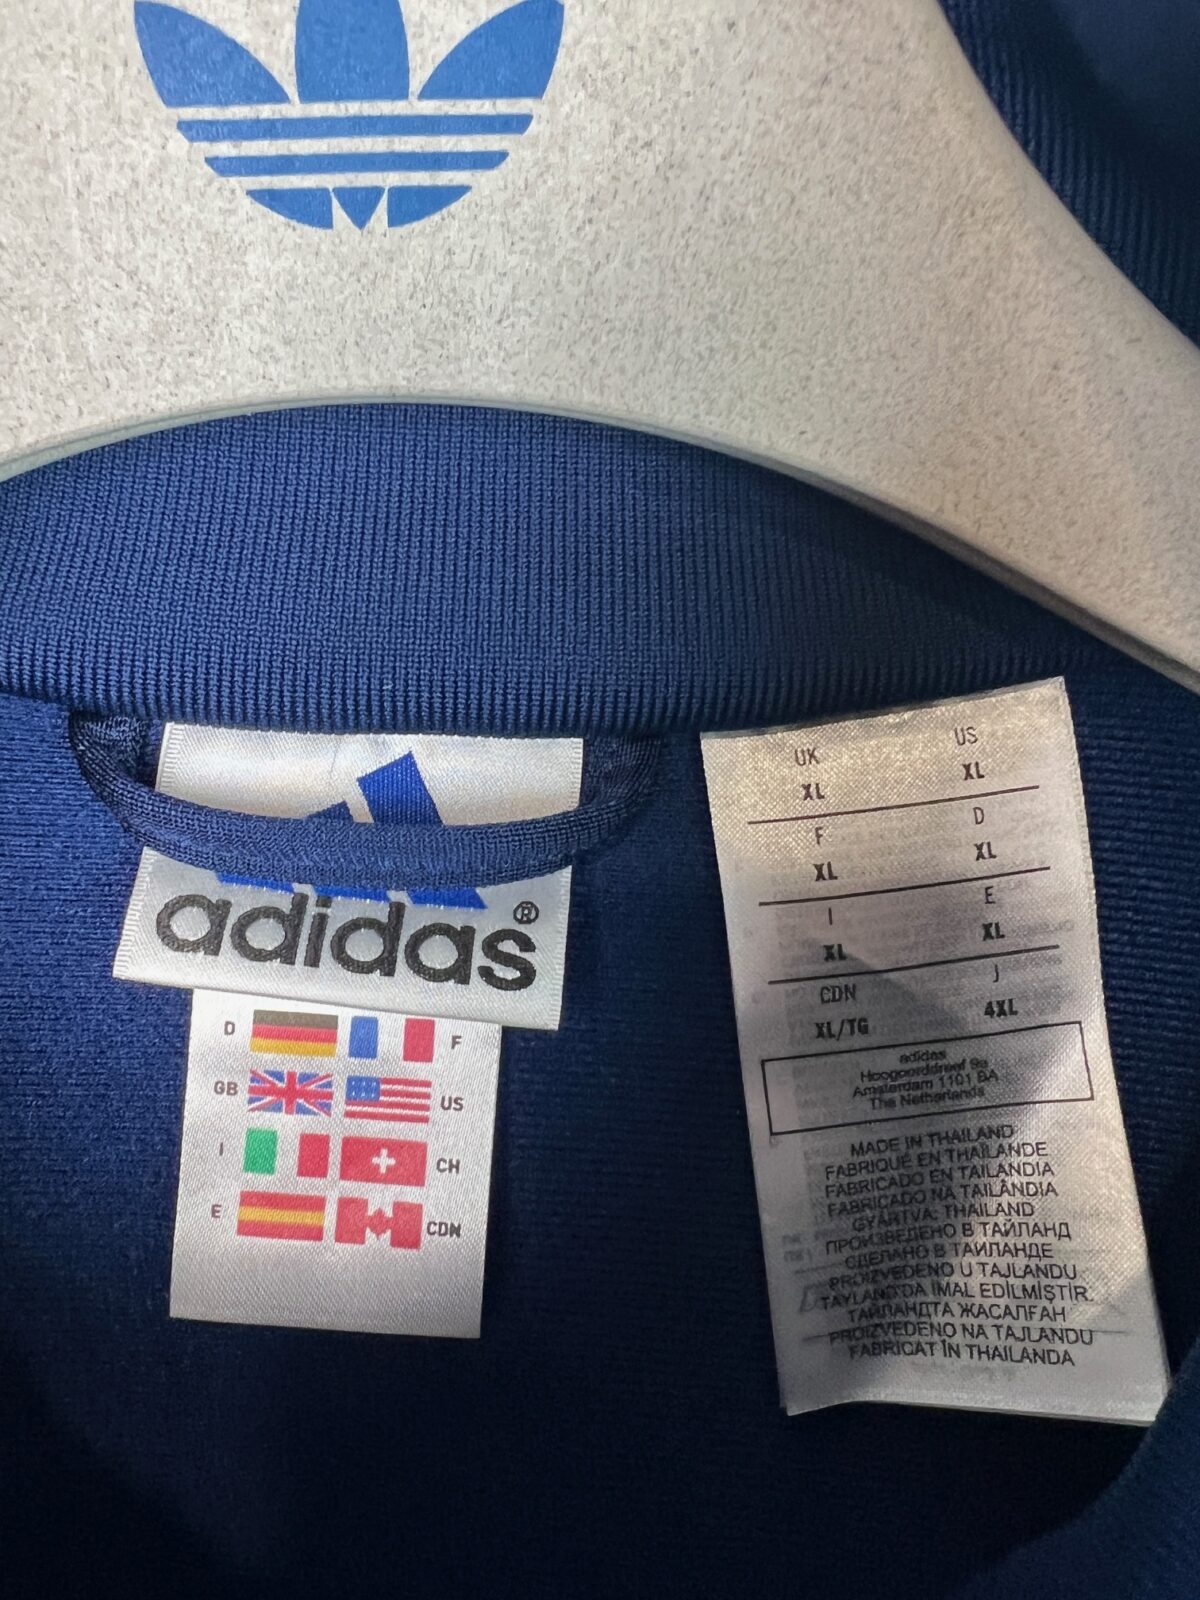 adidas®
D F
GB US
I CH
E CDN
UK US
XL XL
F D
XL XL
I E
XL XL
CDN J
XL/TG 4XL
adidas
Hoogoorddreef 9a
Amsterdam 1101 BA
The Netherlands
MADE IN THAILAND
FABRIQUÉ EN THAÏLANDE
FABRICADO EN TAILANDIA
FABRICADO NA TAILÂNDIA
GYÁRTVA: THAILAND
ПРОИЗВЕДЕНО В ТАЙЛАНД
СДЕЛАНО В ТАИЛАНДЕ
PROIZVEDENO U TAJLANDU
TAYLAND'DA İMAL EDİLMİŞTİR.
ТАЙЛАНДТА ЖАСАЛҒАН
PROIZVEDENO NA TAJLANDU
FABRICAT ÎN THAILANDA